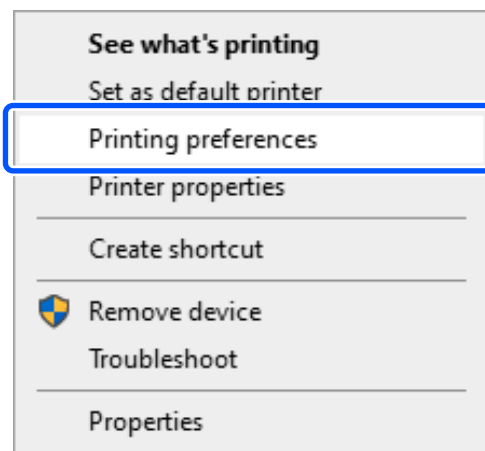 See what's printing
Set as default printer
Printing preferences
Printer properties
Create shortcut
Remove device
Troubleshoot
Properties